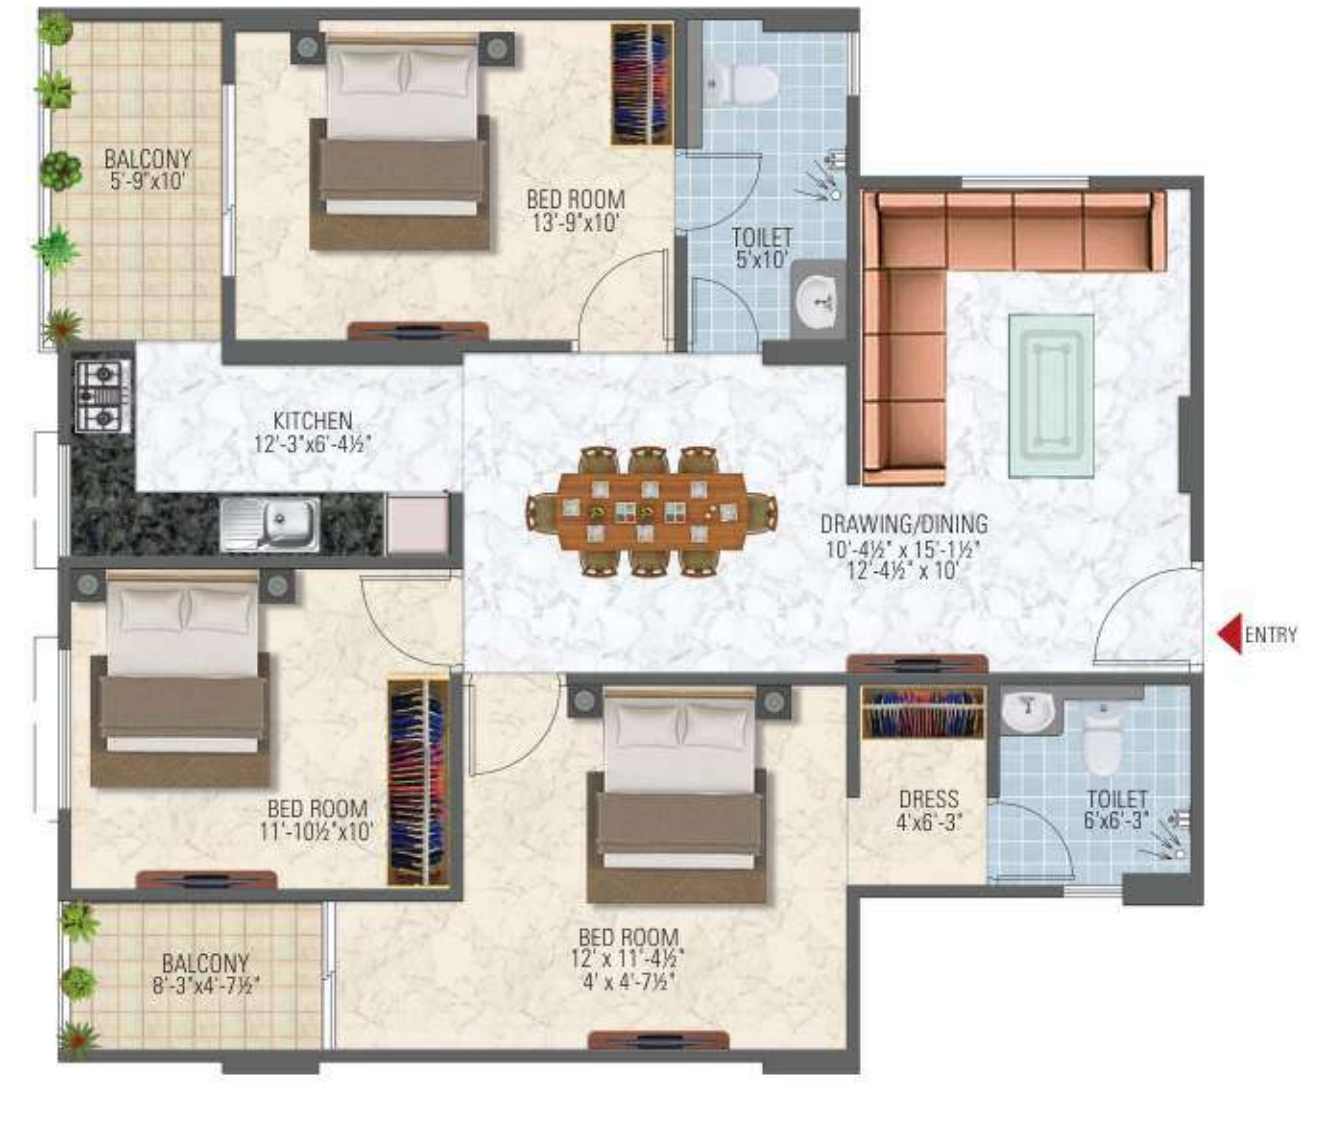 BALCONY
5'-9"x10'
BED ROOM
13'-9"x10'
TOILET
5'x10'
KITCHEN
12'-3"x6'-4½"
DRAWING/DINING
10'-4½" x 15'-1½"
12'-4½" x 10'
ENTRY
BED ROOM
11'-10½"x10'
DRESS
4'x6'-3"
TOILET
6'x6'-3"
BALCONY
8'-3"x4'-7½"
BED ROOM
12' x 11'-4½"
4' x 4'-7½"